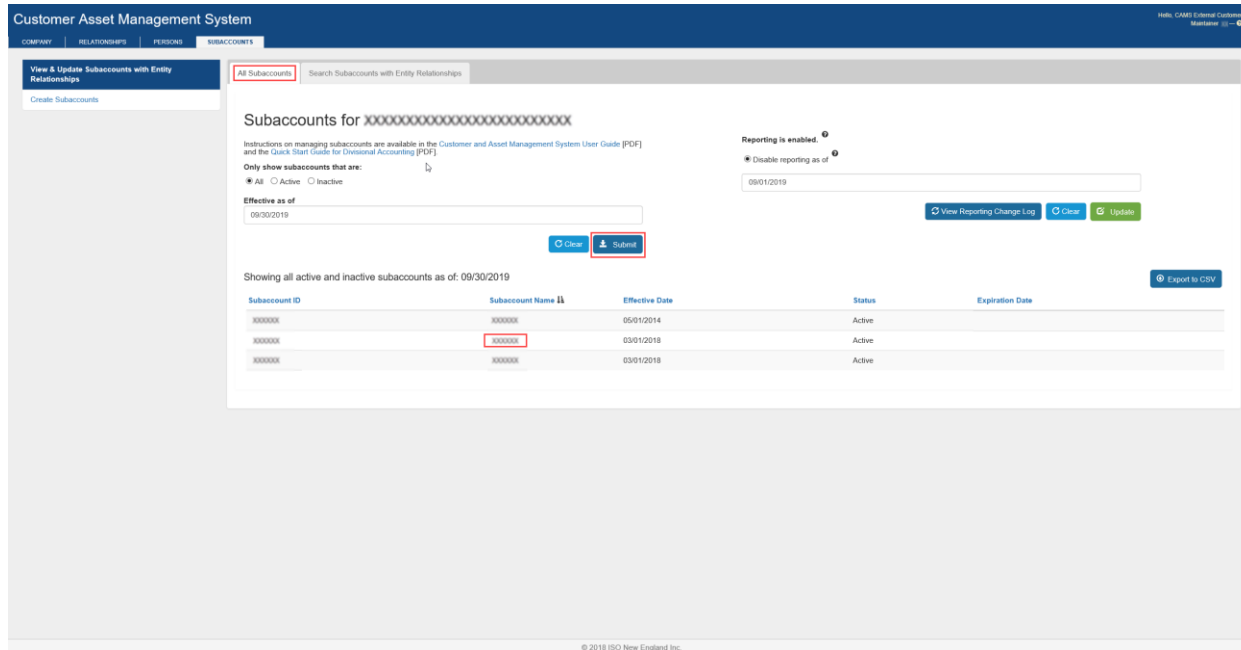 Customer Asset Management System
Hello, CAMS External Custome
Maintainer
COMPANY RELATIONSHIPS PERSONS SUBACCOUNTS
View & Update Subaccounts with Entity
Relationships
Create Subaccounts
All Subaccounts Search Subaccounts with Entity Relationships
Subaccounts for XXXXXXXXXXXXXXXXXXXXXXXXX
Instructions on managing subaccounts are available in the Customer and Asset Management System User Guide [PDF]
and the Quick Start Guide for Divisional Accounting [PDF].
Only show subaccounts that are:
All Active Inactive
Effective as of
09/30/2019
Clear Submit
Reporting is enabled.
Disable reporting as of
09/01/2019
View Reporting Change Log Clear Update
Showing all active and inactive subaccounts as of: 09/30/2019
Export to CSV
Subaccount ID Subaccount Name Effective Date Status Expiration Date
XXXXXX XXXXXX 05/01/2014 Active
XXXXXX XXXXXX 03/01/2018 Active
XXXXXX XXXXXX 03/01/2018 Active
© 2018 ISO New England Inc.